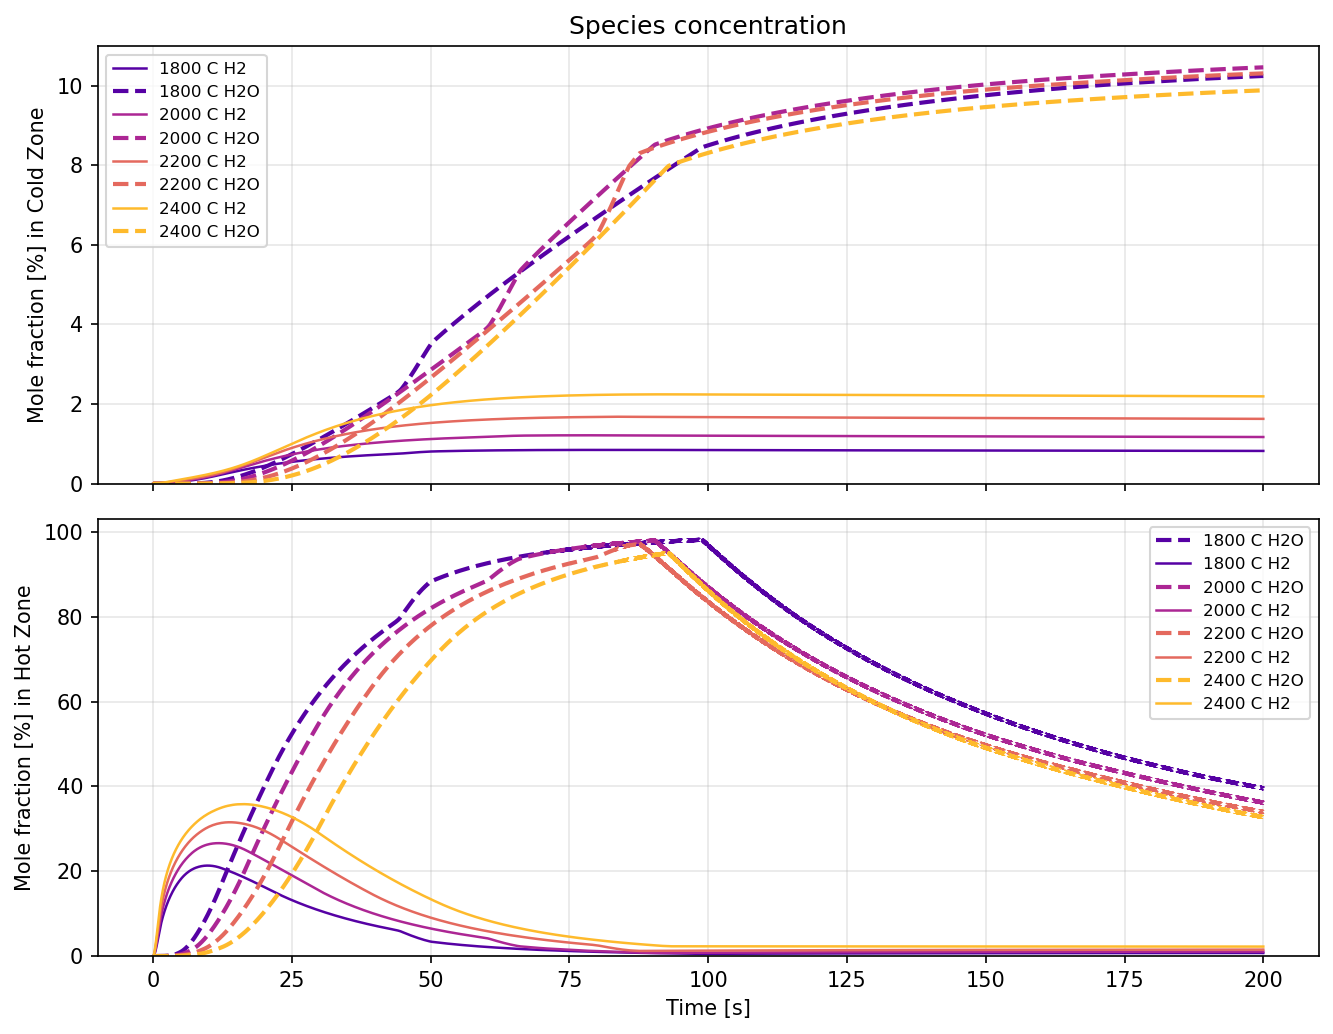 Species concentration
Mole fraction [%] in Cold Zone
10
8
6
4
2
0
1800 C H2
1800 C H2O
2000 C H2
2000 C H2O
2200 C H2
2200 C H2O
2400 C H2
2400 C H2O
Mole fraction [%] in Hot Zone
100
80
60
40
20
0
1800 C H2O
1800 C H2
2000 C H2O
2000 C H2
2200 C H2O
2200 C H2
2400 C H2O
2400 C H2
0 25 50 75 100 125 150 175 200
Time [s]